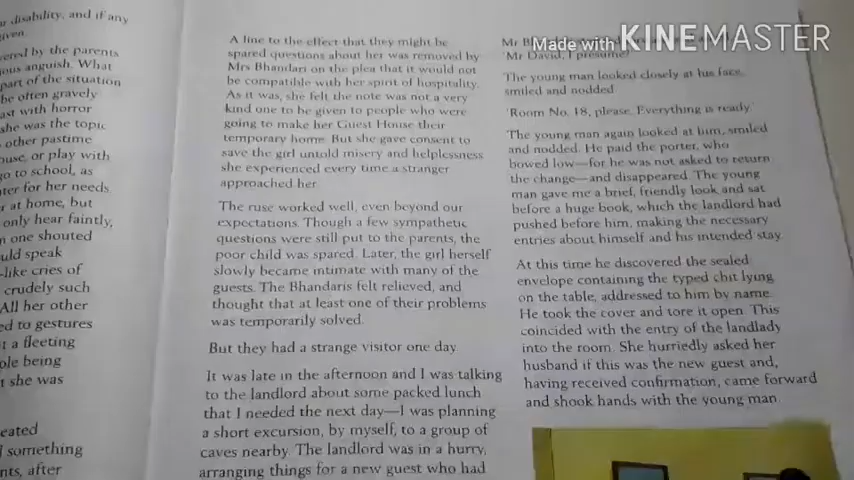 r disability, and if any
given.
ered by the parents
ious anguish. What
part of the situation
be often gravely
ast with horror
she was the topic
other pastime
ouse, or play with
go to school, as
ter for her needs
r at home, but
only hear faintly,
n one shouted
uld speak
-like cries of
crudely such
All her other
ed to gestures
t a fleeting
ole being
t she was
eated
something
nts, after
A line to the effect that they might be
spared questions about her was removed by
Mrs Bhandari on the plea that it would not
be compatible with her spirit of hospitality.
As it was, she felt the note was not a very
kind one to be given to people who were
going to make her Guest House their
temporary home. But she gave consent to
save the girl untold misery and helplessness
she experienced every time a stranger
approached her.
The ruse worked well, even beyond our
expectations. Though a few sympathetic
questions were still put to the parents, the
poor child was spared. Later, the girl herself
slowly became intimate with many of the
guests. The Bhandaris felt relieved, and
thought that at least one of their problems
was temporarily solved.
But they had a strange visitor one day.
It was late in the afternoon and I was talking
to the landlord about some packed lunch
that I needed the next day—I was planning
a short excursion, by myself, to a group of
caves nearby. The landlord was in a hurry,
arranging things for a new guest who had
Mr
Made with KINEMASTER
'Mr David, I presume?'
The young man looked closely at his face,
smiled and nodded.
'Room No. 18, please. Everything is ready.'
The young man again looked at him, smiled
and nodded. He paid the porter, who
bowed low—for he was not asked to return
the change—and disappeared. The young
man gave me a brief, friendly look and sat
before a huge book, which the landlord had
pushed before him, making the necessary
entries about himself and his intended stay.
At this time he discovered the sealed
envelope containing the typed chit lying
on the table, addressed to him by name.
He took the cover and tore it open. This
coincided with the entry of the landlady
into the room. She hurriedly asked her
husband if this was the new guest and,
having received confirmation, came forward
and shook hands with the young man.